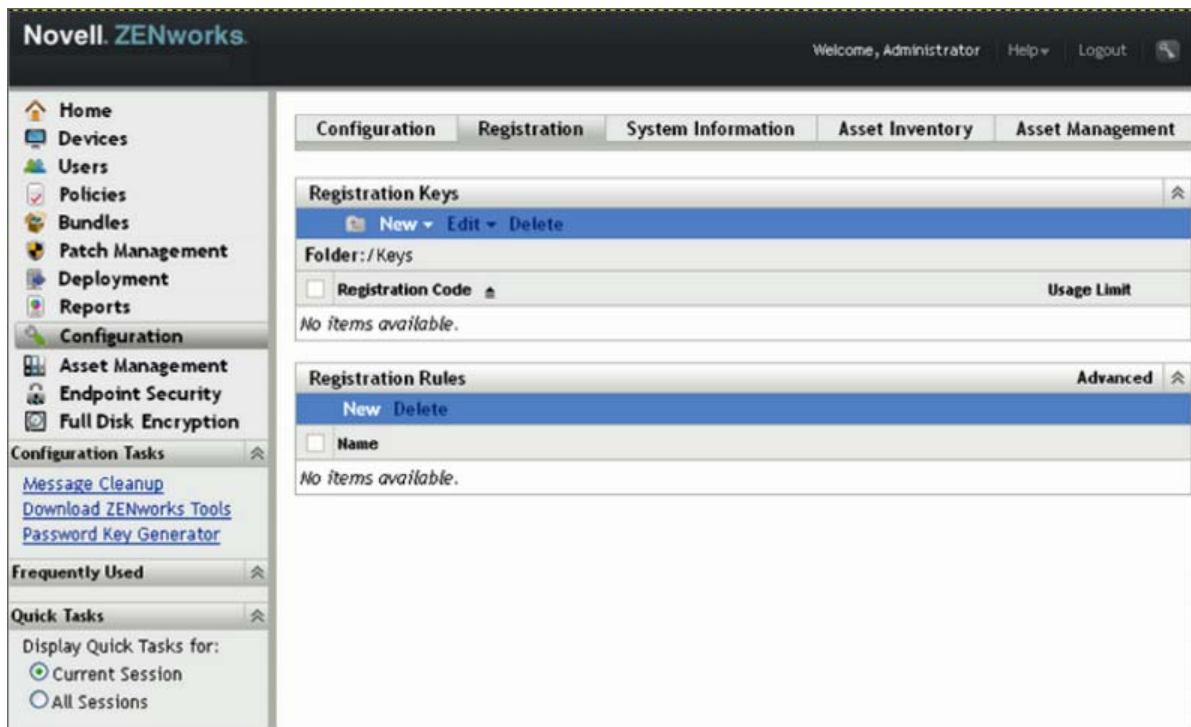 Novell. ZENworks.
Welcome, Administrator Help Logout
Home
Devices
Users
Policies
Bundles
Patch Management
Deployment
Reports
Configuration
Asset Management
Endpoint Security
Full Disk Encryption
Configuration Tasks
Message Cleanup
Download ZENworks Tools
Password Key Generator
Frequently Used
Quick Tasks
Display Quick Tasks for:
Current Session
All Sessions
Configuration Registration System Information Asset Inventory Asset Management
Registration Keys
New Edit Delete
Folder:/Keys
Registration Code Usage Limit
No items available.
Registration Rules Advanced
New Delete
Name
No items available.